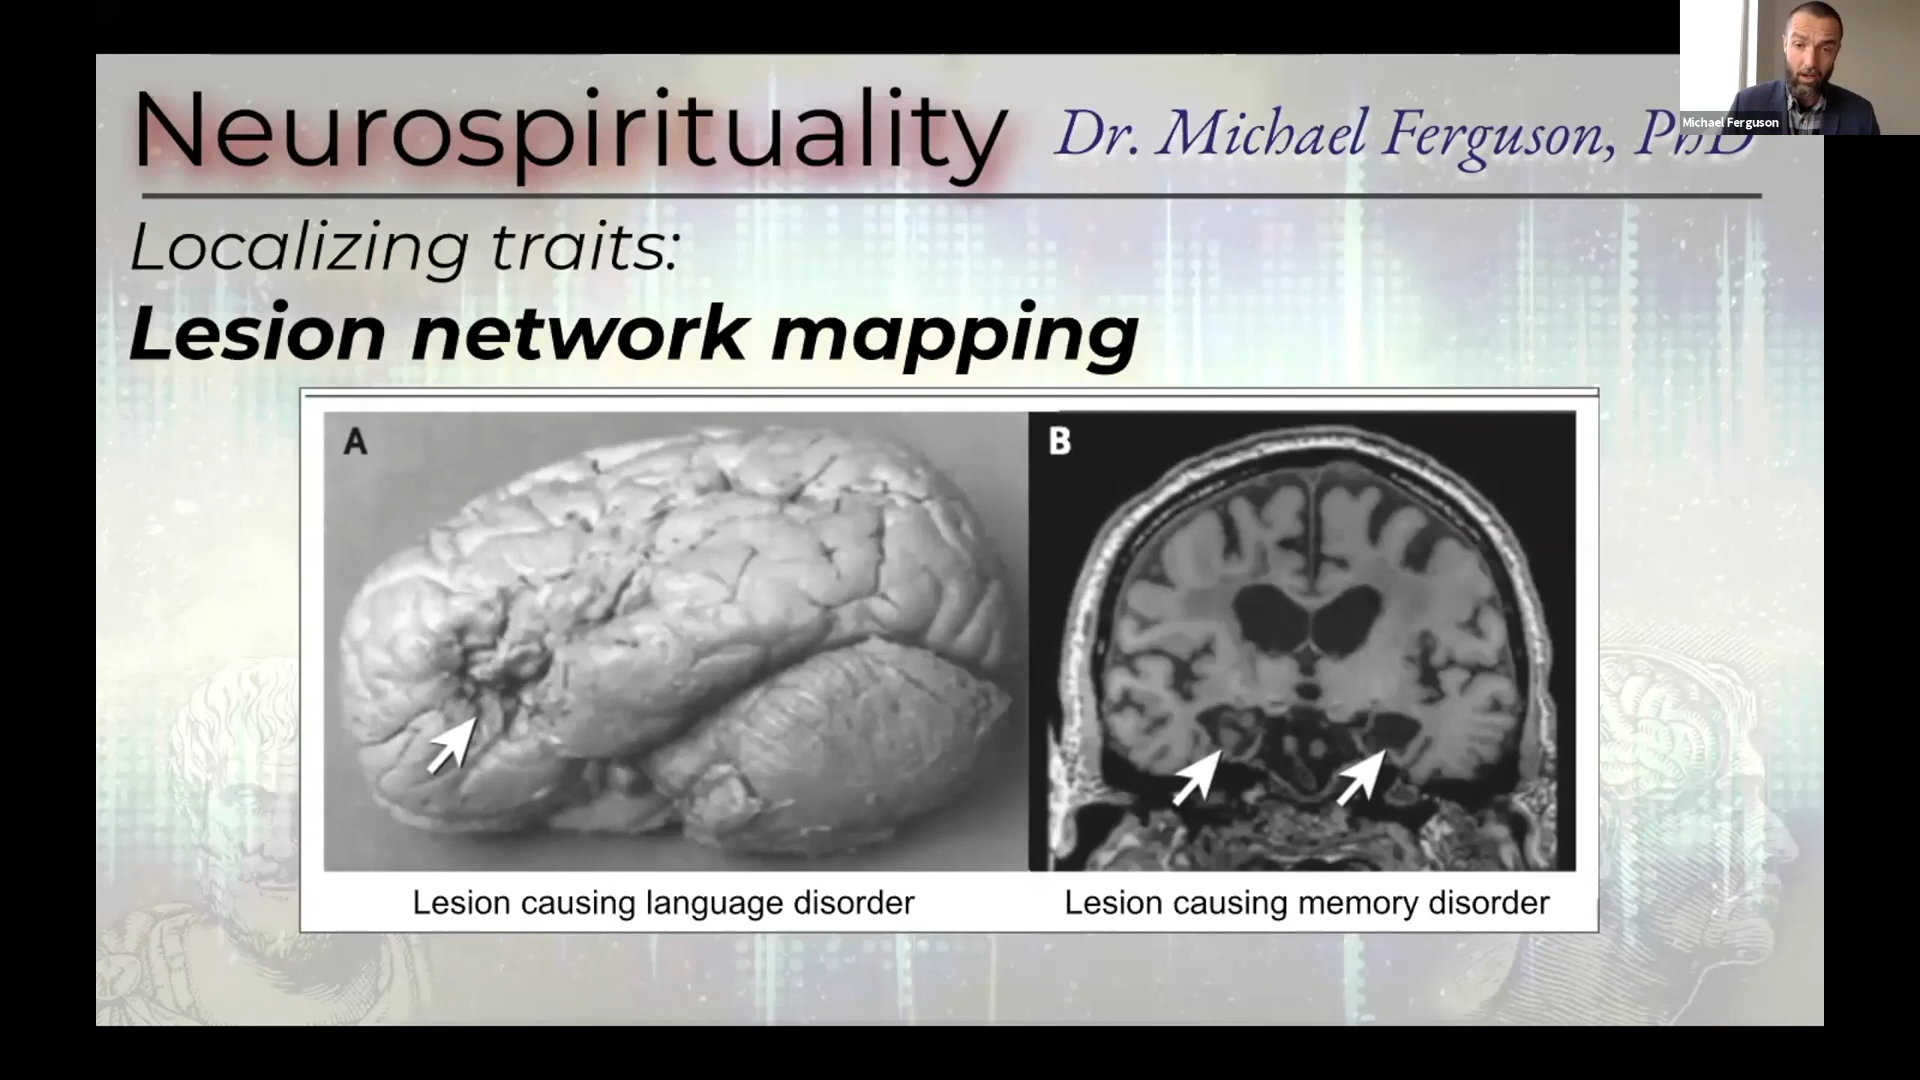 Neurospirituality Dr. Michael Ferguson, PhD
Michael Ferguson
Localizing traits:
Lesion network mapping
A
B
Lesion causing language disorder
Lesion causing memory disorder